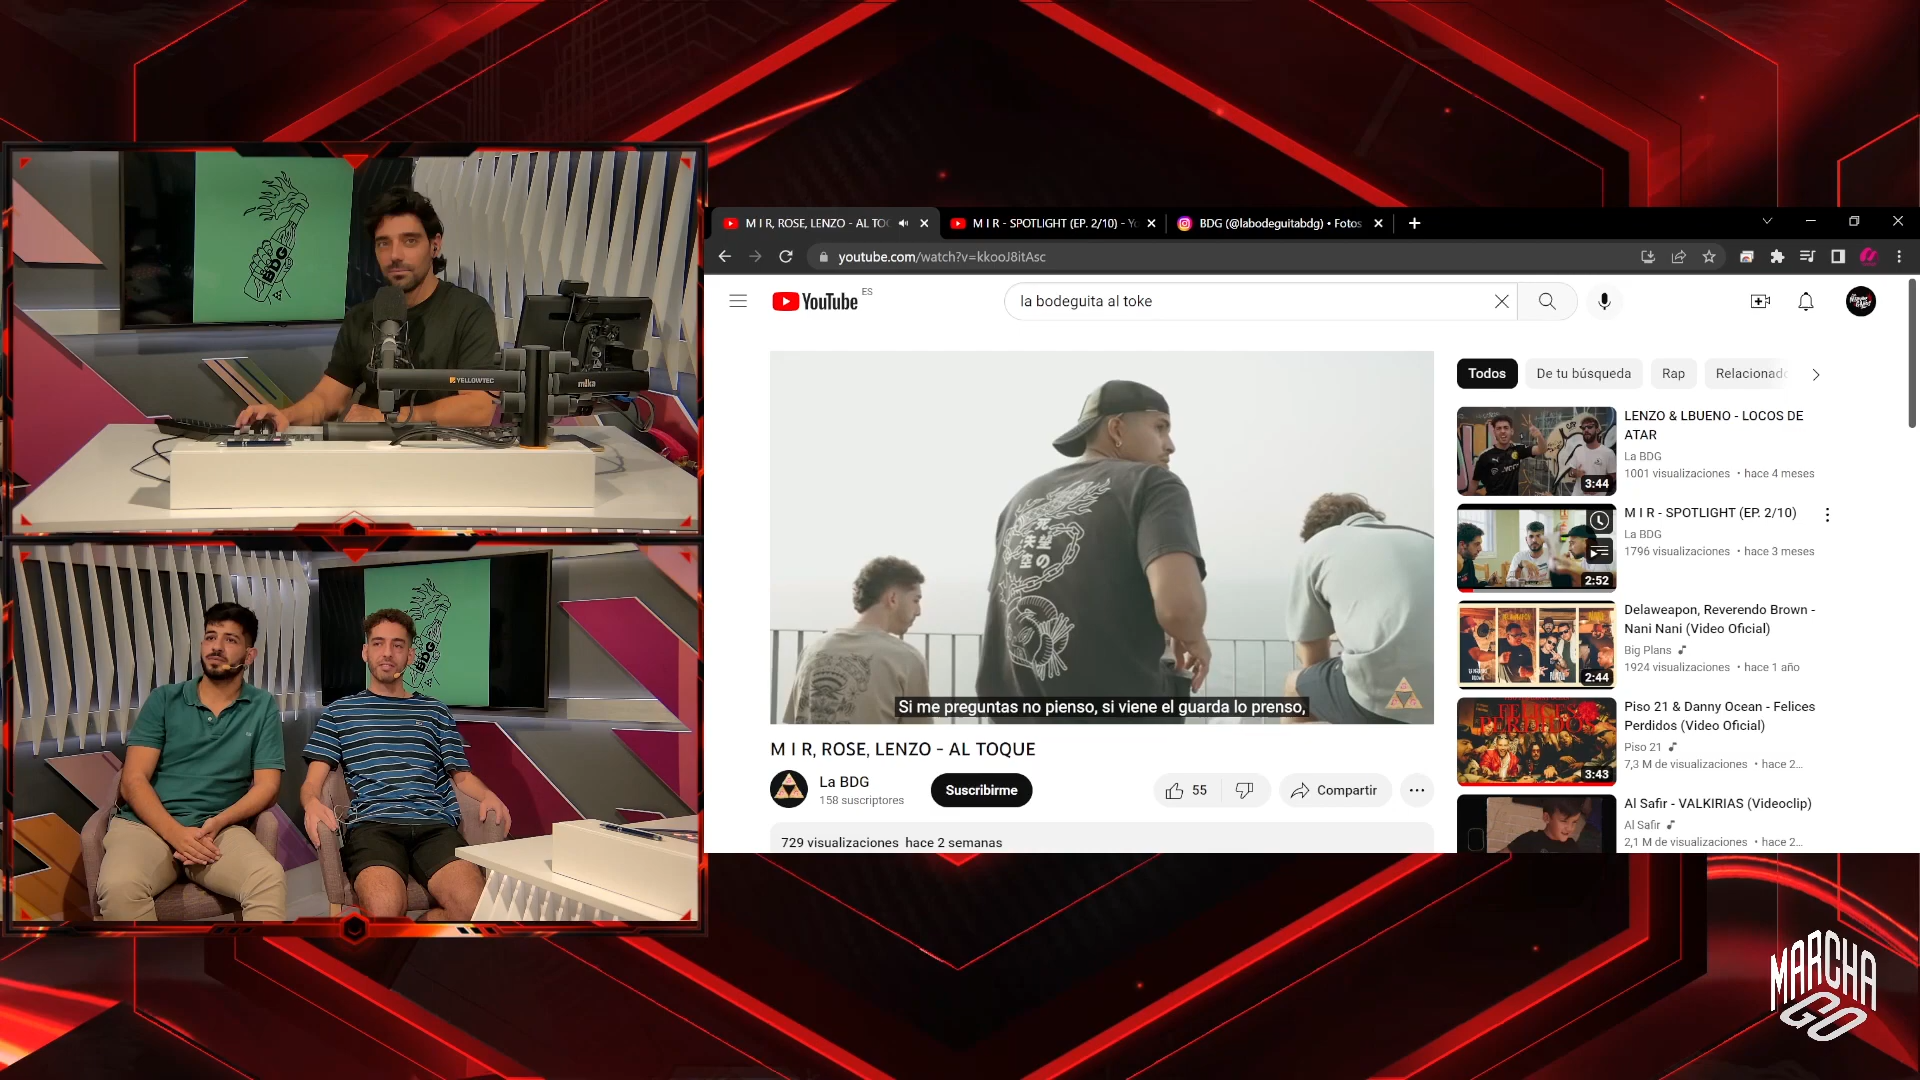 BDG
YELLOWTEC
mika
BDG
M I R, ROSE, LENZO - AL TOQ
M I R - SPOTLIGHT (EP. 2/10) - Yo
BDG (@labodeguitabdg) • Fotos
youtube.com/watch?v=kkooJ8itAsc
YouTube
ES
la bodeguita al toke
Si me preguntas no pienso, si viene el guarda lo prenso,
M I R, ROSE, LENZO - AL TOQUE
La BDG
158 suscriptores
Suscribirme
55
Compartir
729 visualizaciones hace 2 semanas
Todos
De tu búsqueda
Rap
Relacionado
3:44
LENZO & LBUENO - LOCOS DE
ATAR
La BDG
1001 visualizaciones • hace 4 meses
2:52
M I R - SPOTLIGHT (EP. 2/10)
La BDG
1796 visualizaciones • hace 3 meses
2:44
Delaweapon, Reverendo Brown -
Nani Nani (Video Oficial)
Big Plans
1924 visualizaciones • hace 1 año
3:43
Piso 21 & Danny Ocean - Felices
Perdidos (Video Oficial)
Piso 21
7,3 M de visualizaciones • hace 2...
Al Safir - VALKIRIAS (Videoclip)
Al Safir
2,1 M de visualizaciones • hace 2...
MARCHA
GO